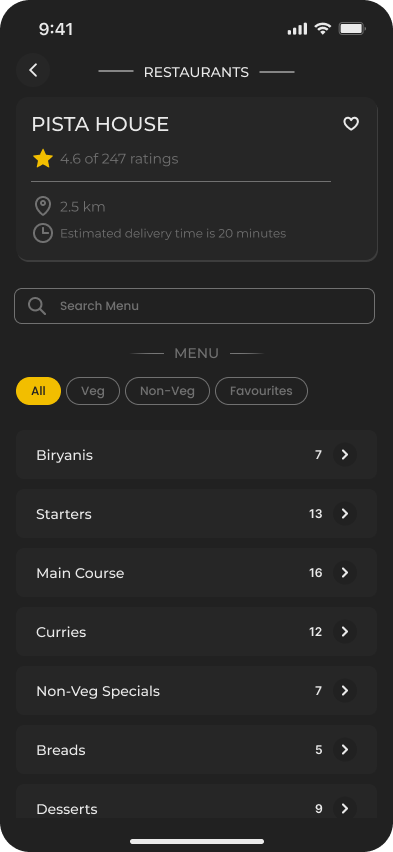 9:41
RESTAURANTS
PISTA HOUSE
4.6 of 247 ratings
2.5 km
Estimated delivery time is 20 minutes
Search Menu
MENU
All Veg Non-Veg Favourites
Biryanis 7
Starters 13
Main Course 16
Curries 12
Non-Veg Specials 7
Breads 5
Desserts 9